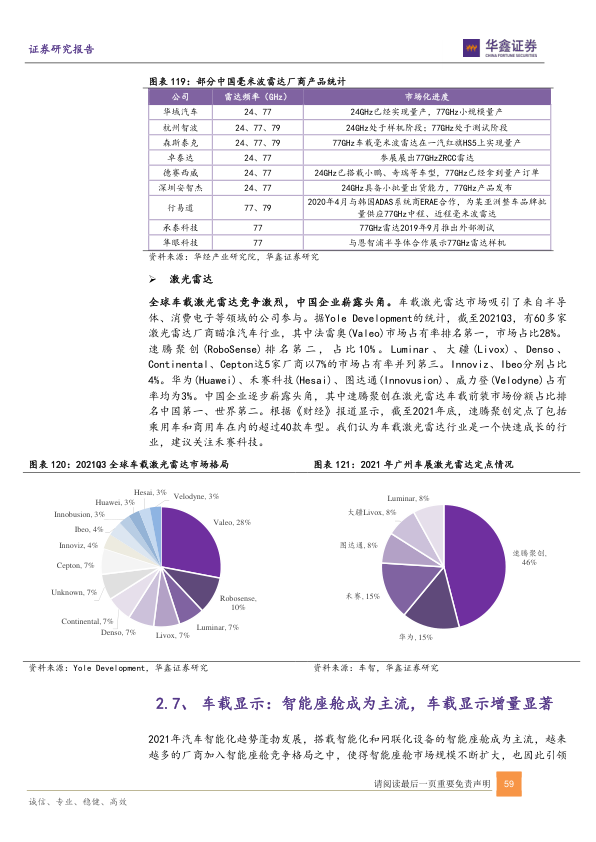 证券研究报告
华鑫证券
CHINA FORTUNE SECURITIES
图表 119：部分中国毫米波雷达厂商产品统计
公司 雷达频率（GHz） 市场化进度
华域汽车 24、77 24GHz已经实现量产，77GHz小规模量产
杭州智波 24、77、79 24GHz处于样机阶段；77GHz处于测试阶段
森斯泰克 24、77、79 77GHz车载毫米波雷达在一汽红旗HS5上实现量产
卓泰达 24、77 参展展出77GHzZRCC雷达
德赛西威 24、77 24GHz已搭载小鹏、奇瑞等车型，77GHz已经拿到量产订单
深圳安智杰 24、77 24GHz具备小批量出货能力，77GHz产品发布
行易道 77、79 2020年4月与韩国ADAS系统商ERAE合作，为某亚洲整车品牌批
量供应77GHz中程、近程毫米波雷达
承泰科技 77 77GHz雷达2019年9月推出外部测试
隼眼科技 77 与恩智浦半导体合作展示77GHz雷达样机
资料来源：华经产业研究院，华鑫证券研究
➢ 激光雷达
全球车载激光雷达竞争激烈，中国企业崭露头角。车载激光雷达市场吸引了来自半导
体、消费电子等领域的公司参与。据Yole Development的统计，截至2021Q3，有60多家
激光雷达厂商瞄准汽车行业，其中法雷奥(Valeo)市场占有率排名第一，市场占比28%。
速腾聚创(RoboSense)排名第二，占比10%。Luminar、大疆(Livox)、Denso、
Continental、Cepton这5家厂商以7%的市场占有率并列第三。Innoviz、Ibeo分别占比
4%。华为(Huawei)、禾赛科技(Hesai)、图达通(Innovusion)、威力登(Velodyne)占有
率均为3%。中国企业逐步崭露头角，其中速腾聚创在激光雷达车载前装市场份额占比排
名中国第一、世界第二。根据《财经》报道显示，截至2021年底，速腾聚创定点了包括
乘用车和商用车在内的超过40款车型。我们认为车载激光雷达行业是一个快速成长的行
业，建议关注禾赛科技。
图表 120：2021Q3 全球车载激光雷达市场格局
Valeo, 28%
Robosense,
10%
Luminar, 7%
Livox, 7%
Denso, 7%
Continental, 7%
Unknown, 7%
Cepton, 7%
Innoviz, 4%
Ibeo, 4%
Innobusion, 3%
Huawei, 3%
Hesai, 3%
Velodyne, 3%
资料来源：Yole Development，华鑫证券研究
图表 121：2021 年广州车展激光雷达定点情况
速腾聚创,
46%
华为, 15%
禾赛, 15%
图达通, 8%
大疆Livox, 8%
Luminar, 8%
资料来源：车智，华鑫证券研究
2.7、 车载显示：智能座舱成为主流，车载显示增量显著
2021年汽车智能化趋势蓬勃发展，搭载智能化和网联化设备的智能座舱成为主流，越来
越多的厂商加入智能座舱竞争格局之中，使得智能座舱市场规模不断扩大，也因此引领
请阅读最后一页重要免责声明 59
诚信、专业、稳健、高效